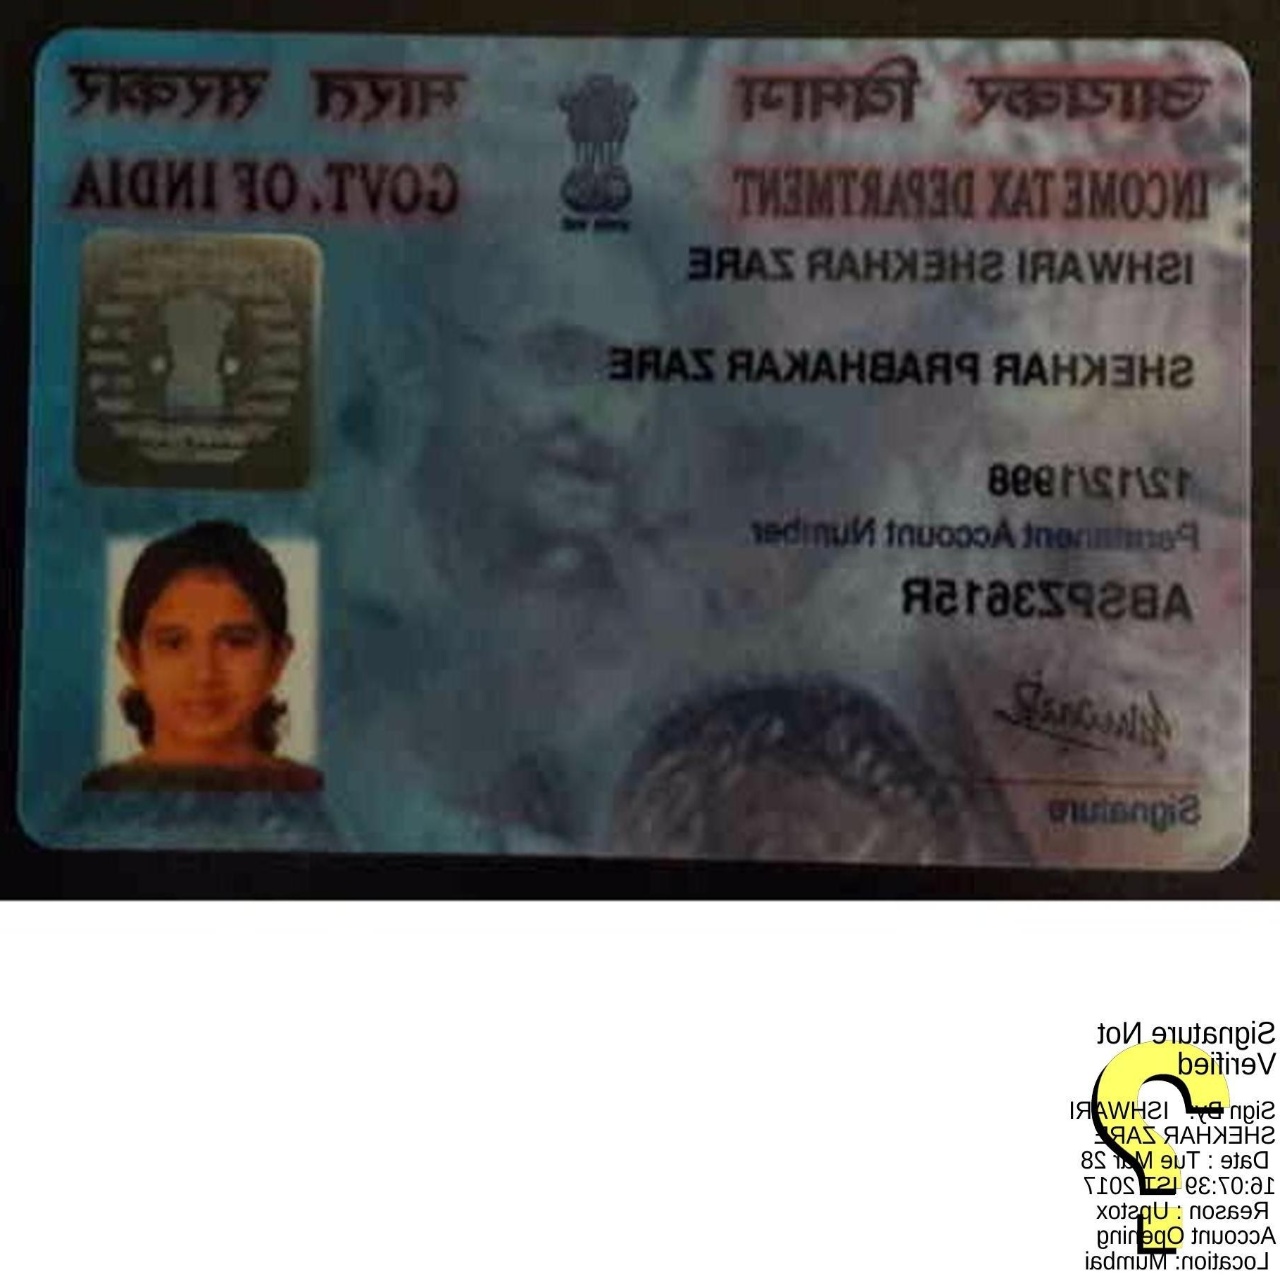 आयकर विभाग
INCOME TAX DEPARTMENT
भारत सरकार
GOVT. OF INDIA
ISHWARI SHEKHAR ZARE
SHEKHAR PRABHAKAR ZARE
12/12/1998
Permanent Account Number
ABSPZ3615R
Signature
Signature Not
Verified
Sign By: ISHWARI
SHEKHAR ZARE
Date : Tue Mar 28
16:07:39 IST 2017
Reason : Upstox
Account Opening
Location: Mumbai